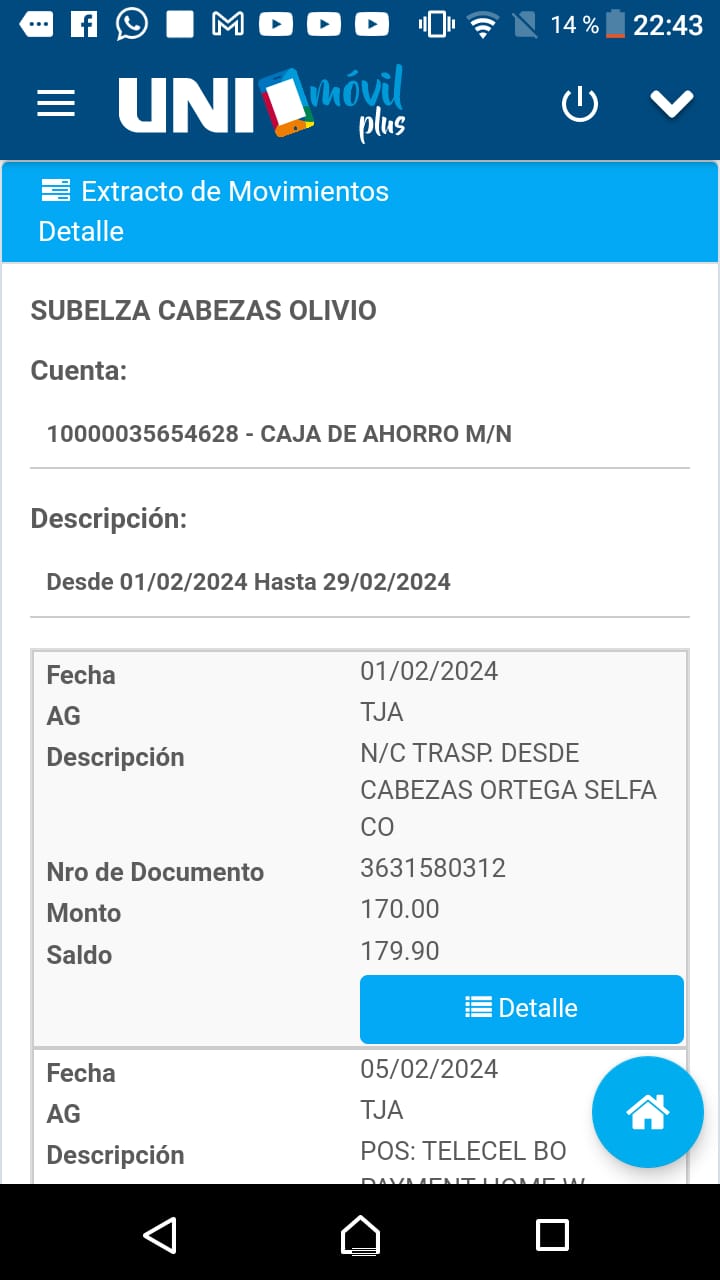 14 % 22:43
UNI móvil
plus
Extracto de Movimientos
Detalle
SUBELZA CABEZAS OLIVIO
Cuenta:
10000035654628 - CAJA DE AHORRO M/N
Descripción:
Desde 01/02/2024 Hasta 29/02/2024
Fecha 01/02/2024
AG TJA
Descripción N/C TRASP. DESDE
CABEZAS ORTEGA SELFA
CO
Nro de Documento 3631580312
Monto 170.00
Saldo 179.90
Detalle
Fecha 05/02/2024
AG TJA
Descripción POS: TELECEL BO
PAYMENT HOME W